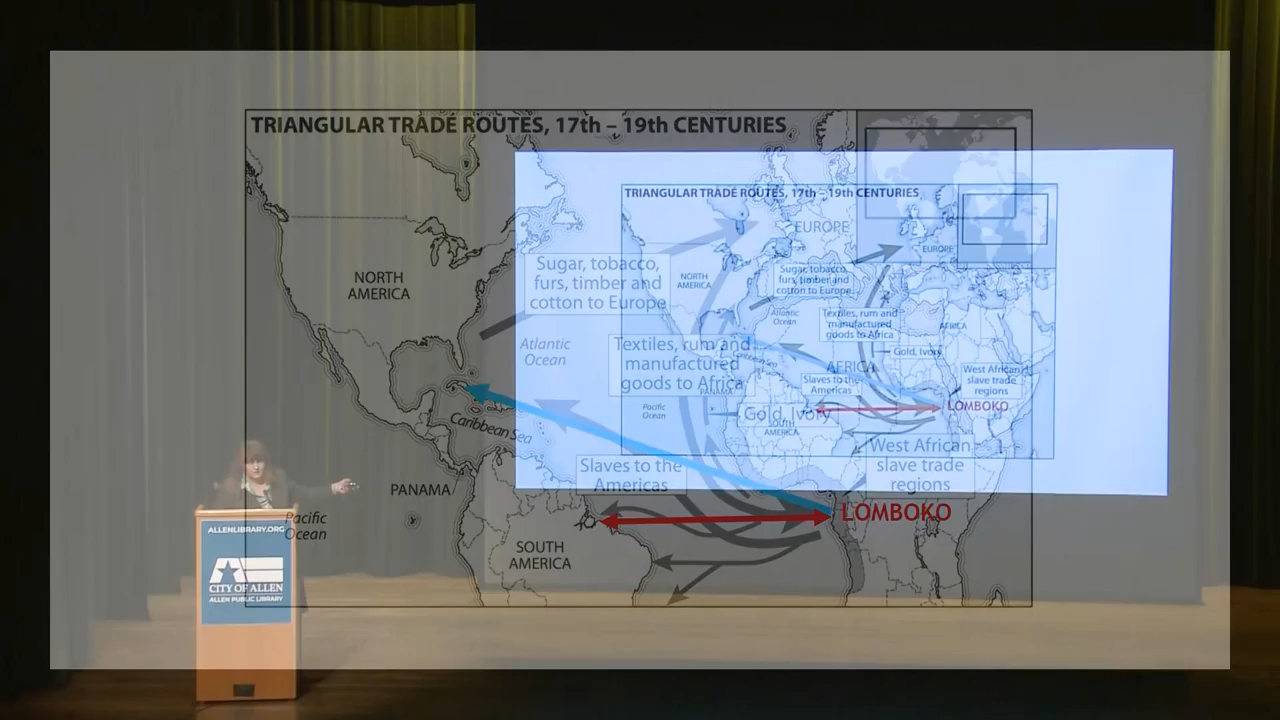 TRIANGULAR TRADE ROUTES, 17th – 19th CENTURIES
NORTH
AMERICA
Sugar, tobacco,
furs, timber and
cotton to Europe
EUROPE
Atlantic
Ocean
Textiles, rum and
manufactured
goods to Africa
AFRICA
Gold, Ivory
Caribbean Sea
Slaves to the
Americas
West African
slave trade
regions
PANAMA
LOMBOKO
Pacific
Ocean
SOUTH
AMERICA
TRIANGULAR TRADE ROUTES, 17th – 19th CENTURIES
EUROPE
NORTH
AMERICA
Sugar, tobacco,
furs, timber and
cotton to Europe
Atlantic
Ocean
Textiles, rum and
manufactured
goods to Africa
AFRICA
Gold, Ivory
Caribbean Sea
Slaves to the
Americas
West African
slave trade
regions
PANAMA
LOMBOKO
Pacific
Ocean
SOUTH
AMERICA
ALLENLIBRARY.ORG
CITY OF ALLEN
ALLEN PUBLIC LIBRARY